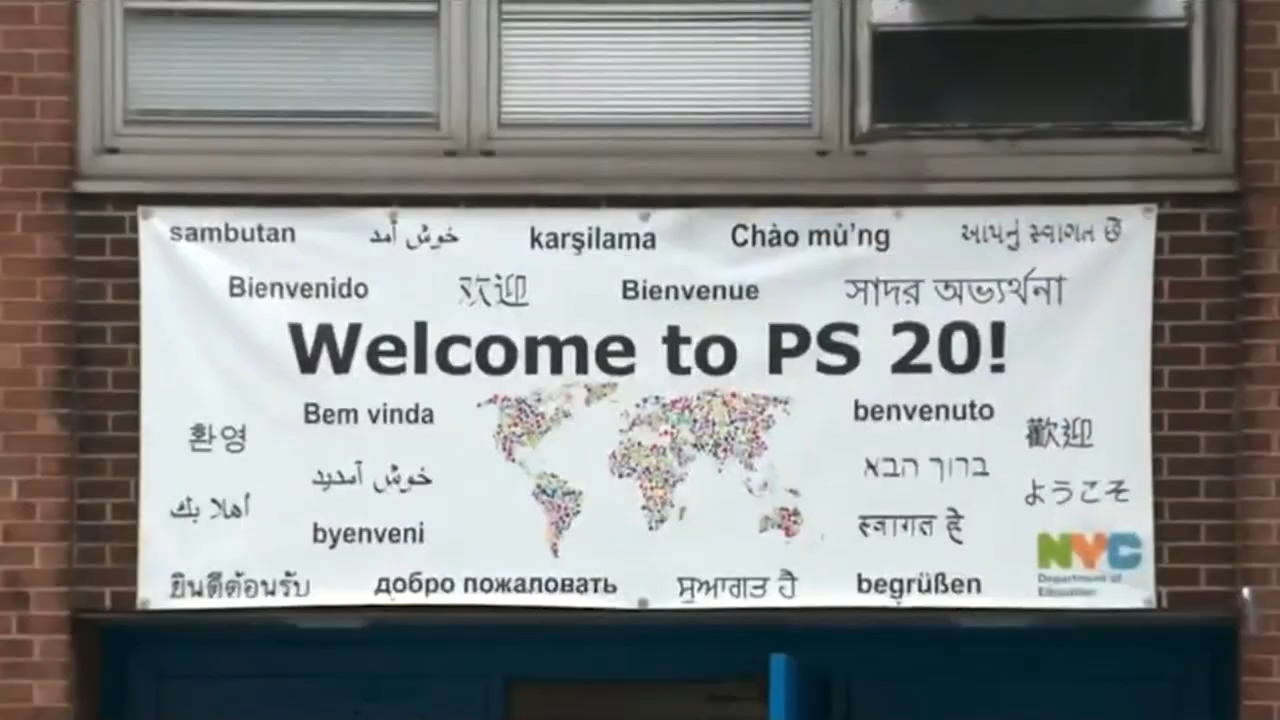 sambutan خوش آمد karşilama Chào mù'ng આપનું સ્વાગત છે
Bienvenido 欢迎 Bienvenue সাদর অভ্যর্থনা
Welcome to PS 20!
Bem vinda benvenuto
환영 歡迎
خوش آمدید ברוך הבא
أهلا بك ようこそ
byenveni स्वागत हे
NYC
Department of
Education
ยินดีต้อนรับ добро пожаловать ਸੁਆਗਤ ਹੈ begrüßen